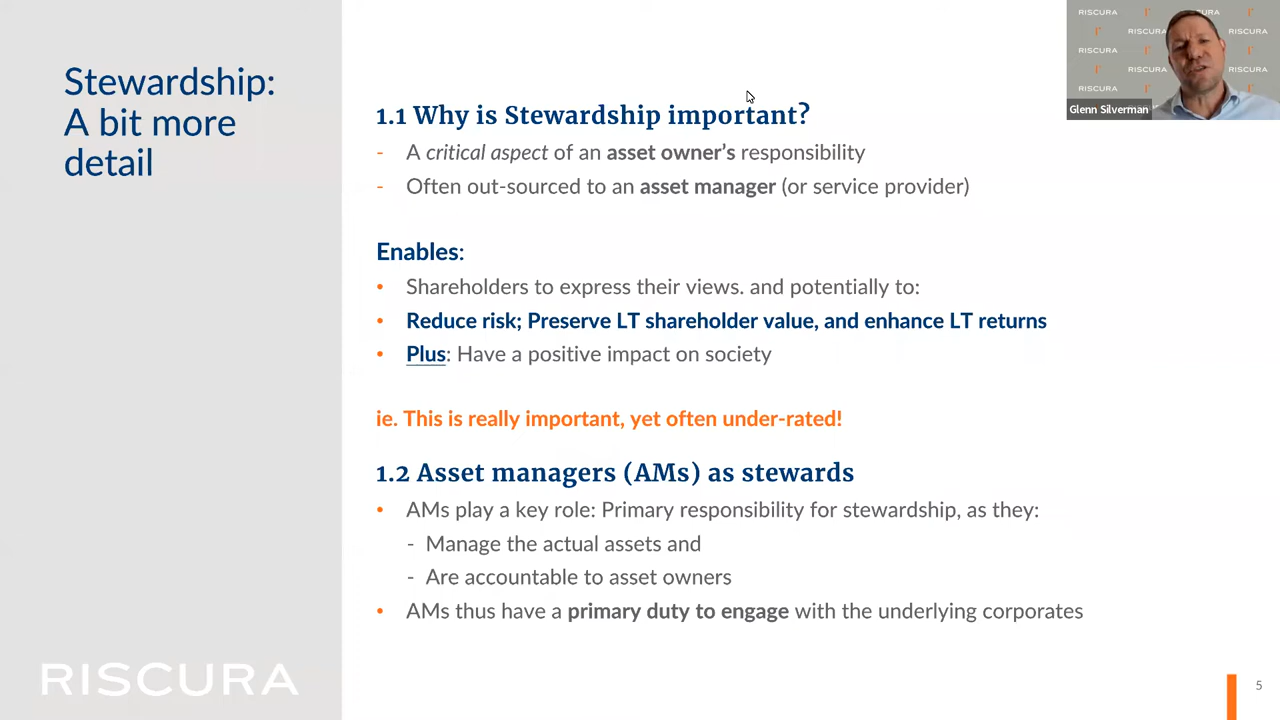 Stewardship:
A bit more
detail
1.1 Why is Stewardship important?
- A critical aspect of an asset owner’s responsibility
- Often out-sourced to an asset manager (or service provider)
Enables:
• Shareholders to express their views. and potentially to:
• Reduce risk; Preserve LT shareholder value, and enhance LT returns
• Plus: Have a positive impact on society
ie. This is really important, yet often under-rated!
1.2 Asset managers (AMs) as stewards
• AMs play a key role: Primary responsibility for stewardship, as they:
- Manage the actual assets and
- Are accountable to asset owners
• AMs thus have a primary duty to engage with the underlying corporates
RISCURA
5
RISCURA RISCURA
RISCURA RISCURA
RISCURA
RISCURA RISCURA
RISCURA
Glenn Silverman